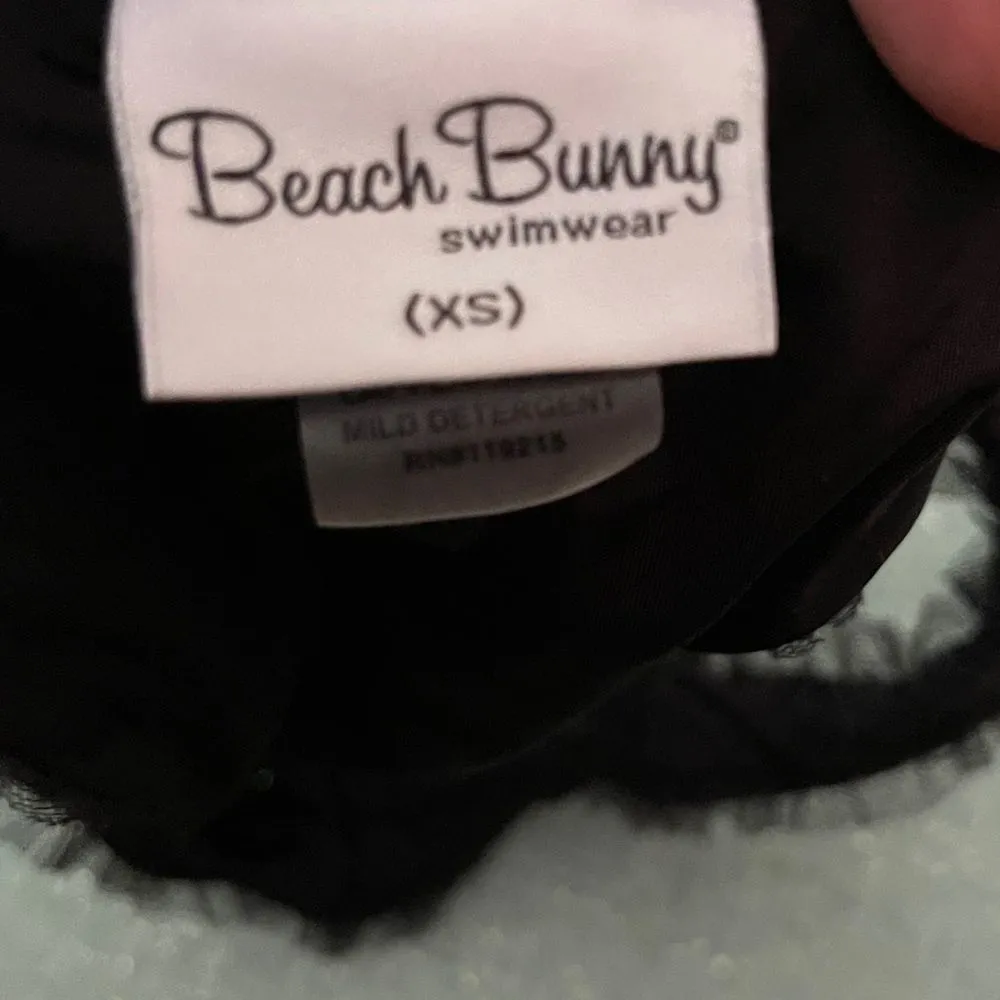 Beach Bunny®
swimwear
(XS)
MILD DETERGENT